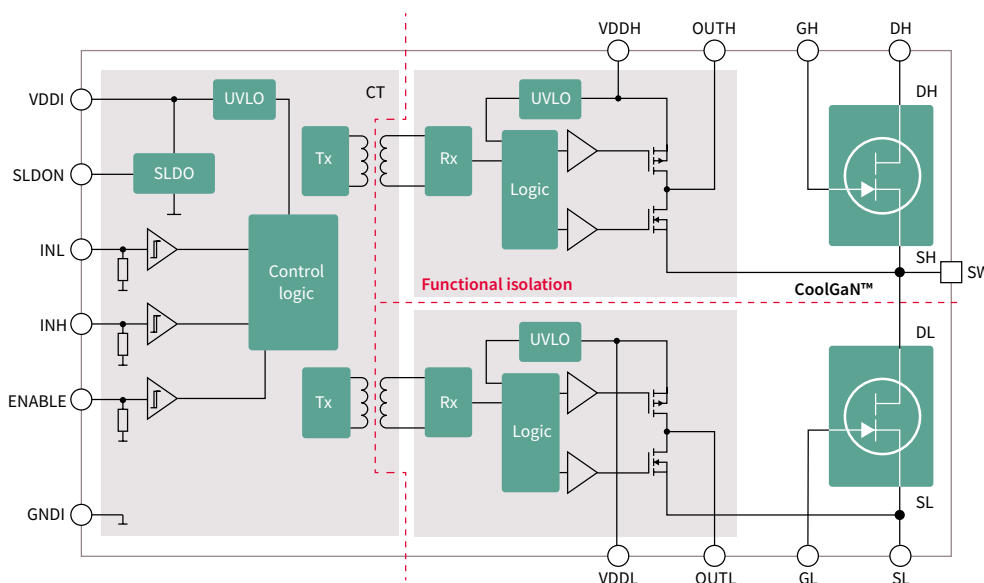 VDDH
OUTH
GH
DH
VDDI
UVLO
CT
UVLO
DH
Tx
Rx
Logic
SLDON
SLDO
INL
Control
logic
SH
SW
Functional isolation
CoolGaN™
INH
UVLO
DL
ENABLE
Tx
Rx
Logic
SL
GNDI
VDDL
OUTL
GL
SL